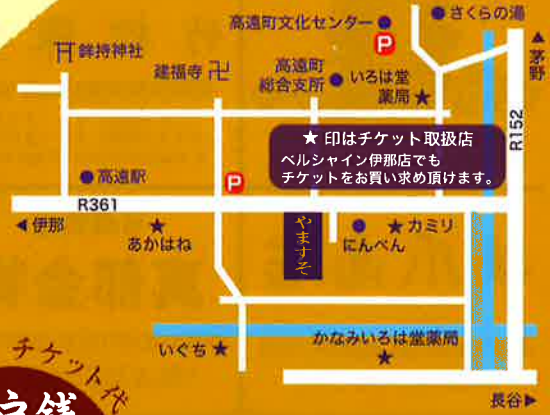 高遠町文化センター
さくらの湯
P
鉾持神社
建福寺
高遠町
総合支所
いろは堂
薬局★
▲茅野
R152
★印はチケット取扱店
ベルシャイン伊那店でも
チケットをお買い求め頂けます。
高遠駅
P
R361
◀伊那
★
あかはね
やますそ
にんべん
★カミリ
いぐち★
かなみいろは堂薬局
★
長谷▶
チケット代